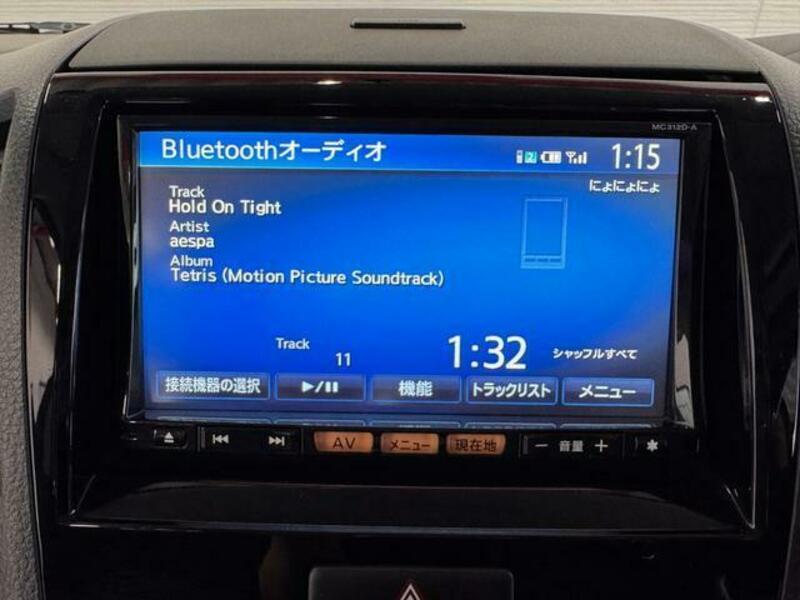 MC312D-A
Bluetoothオーディオ 2 1:15
にょにょにょ
Track
Hold On Tight
Artist
aespa
Album
Tetris (Motion Picture Soundtrack)
Track 11 1:32 シャッフルすべて
接続機器の選択 ►/II 機能 トラックリスト メニュー
AV メニュー 現在地 − 音量 +